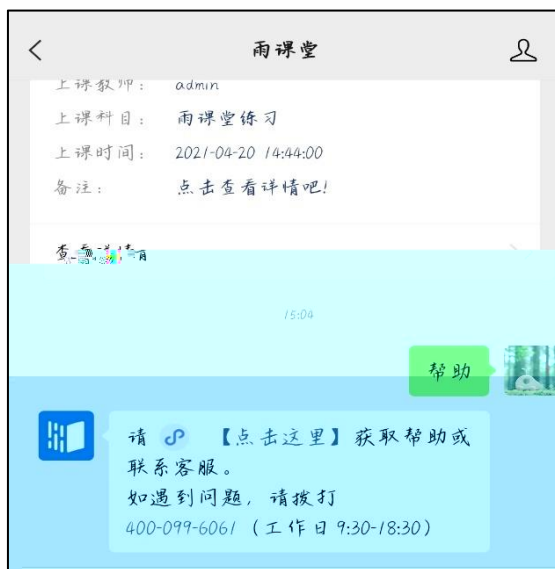 雨课堂
上课教师： admin
上课科目： 雨课堂练习
上课时间： 2021-04-20 14:44:00
备注： 点击查看详情吧!
15:04
帮助
请 【点击这里】获取帮助或
联系客服。
如遇到问题，请拨打
400-099-6061（工作日 9:30-18:30）